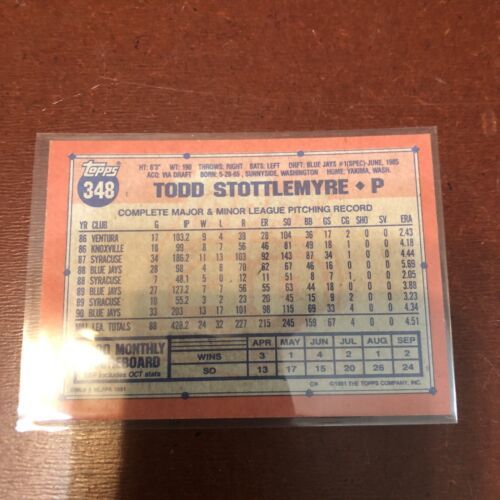 Topps
348
HT: 6'3" WT: 190 THROWS: RIGHT BATS: LEFT DRFT: BLUE JAYS #1(SPEC)-JUNE, 1985
ACQ: VIA DRAFT BORN: 5-20-65, SUNNYSIDE, WASHINGTON HOME: YAKIMA, WASH.
TODD STOTTLEMYRE • P
COMPLETE MAJOR & MINOR LEAGUE PITCHING RECORD
YR CLUB G IP W L R ER SO BB GS CG SHO SV ERA
86 VENTURA 17 103.2 9 4 39 28 104 36 17 2 0 0 2.43
86 KNOXVILLE 18 99 8 7 56 46 81 49 18 1 0 0 4.18
87 SYRACUSE 34 186.2 11 13 103 92 143 87 34 1 0 0 4.44
88 BLUE JAYS 28 98 4 8 70 62 67 46 16 0 0 0 5.69
88 SYRACUSE 7 48.1 5 0 12 11 51 8 7 1 0 0 2.05
89 BLUE JAYS 27 127.2 7 7 56 55 63 44 18 0 0 0 3.88
89 SYRACUSE 10 55.2 3 2 23 20 45 15 9 2 0 0 3.23
90 BLUE JAYS 33 203 13 17 101 98 115 69 33 4 0 0 4.34
LEA. TOTALS 88 428.2 24 32 227 215 245 159 67 4 0 0 4.51
MONTHLY
SCOREBOARD
Includes OCT stats
APR MAY JUN JUL AUG SEP
WINS 3 1 4 2 1 2
SO 13 17 15 20 26 24
©1991 THE TOPPS COMPANY, INC.